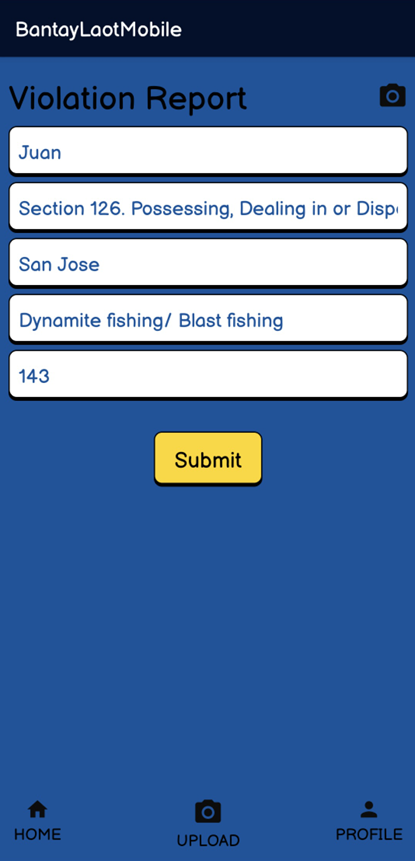 BantayLaotMobile
Violation Report
Juan
Section 126. Possessing, Dealing in or
San Jose
Dynamite fishing/ Blast fishing
143
Submit
HOME
UPLOAD
PROFILE